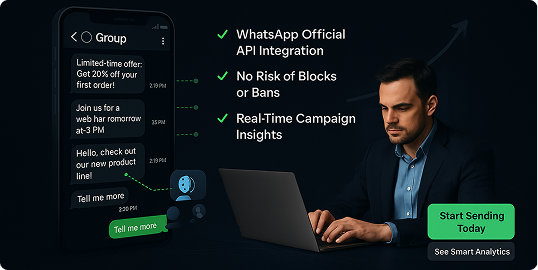 Group
Limited-time offer:
Get 20% off your
first order!
2:19 PM
Join us for a
web har romorrow
at-3 PM
35 PM
Hello, check out
our new product
line!
2:19 PM
Tell me more
2:20 PM
Tell me more
WhatsApp Official
API Integration
No Risk of Blocks
or Bans
Real-Time Campaign
Insights
Start Sending
Today
See Smart Analytics